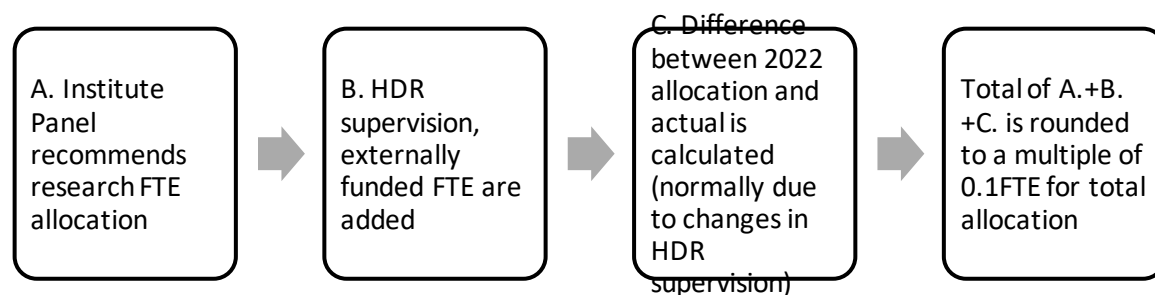 A. Institute
Panel
recommends
research FTE
allocation
B. HDR
supervision,
externally
funded FTE are
added
C. Difference
between 2022
allocation and
actual is
calculated
(normally due
to changes in
HDR
supervision)
Total of A.+B.
+C. is rounded
to a multiple of
0.1FTE for total
allocation